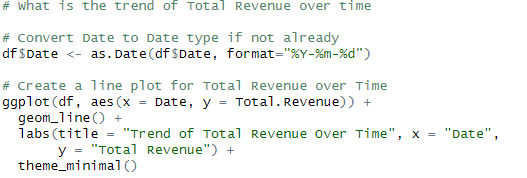 # What is the trend of Total Revenue over time
# Convert Date to Date type if not already
df$Date <- as.Date(df$Date, format="%Y-%m-%d")
# Create a line plot for Total Revenue over Time
ggplot(df, aes(x = Date, y = Total.Revenue)) +
  geom_line() +
  labs(title = "Trend of Total Revenue Over Time", x = "Date",
       y = "Total Revenue") +
  theme_minimal()